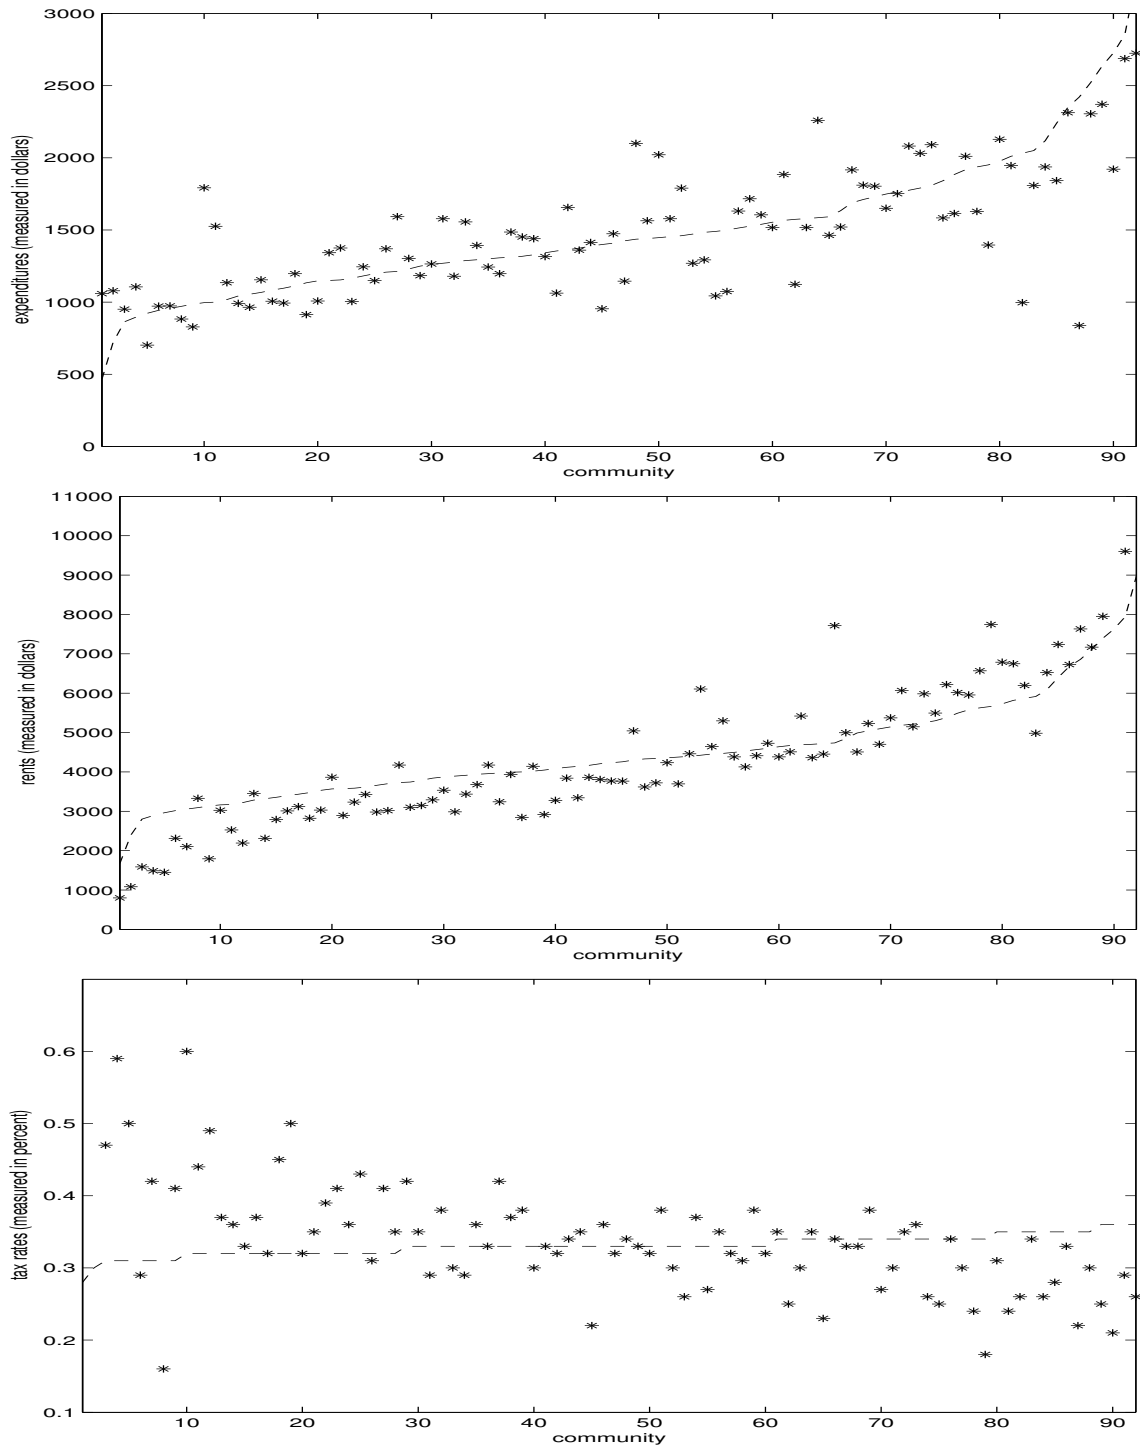 3000
2500
2000
1500
1000
500
0
expenditures (measured in dollars)
10 20 30 40 50 60 70 80 90
community
11000
10000
9000
8000
7000
6000
5000
4000
3000
2000
1000
0
rents (measured in dollars)
10 20 30 40 50 60 70 80 90
community
0.6
0.5
0.4
0.3
0.2
0.1
tax rates (measured in percent)
10 20 30 40 50 60 70 80 90
community